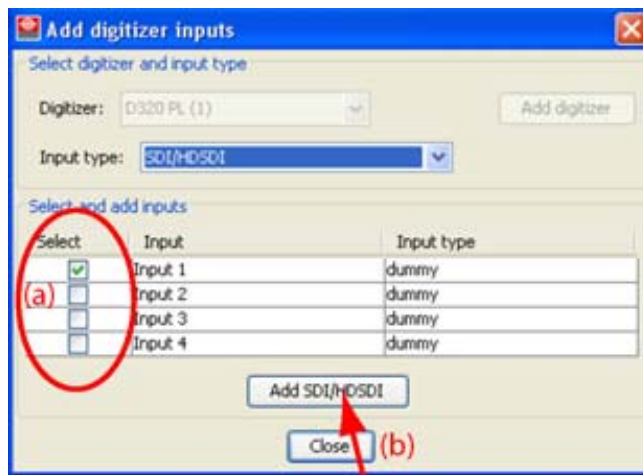 Add digitizer inputs
Select digitizer and input type
Digitizer: D320 PL (1) Add digitizer
Input type: SDI/HDSDI
Select and add inputs
Select Input Input type
Input 1 dummy
(a) Input 2 dummy
Input 3 dummy
Input 4 dummy
Add SDI/HDSDI
Close (b)